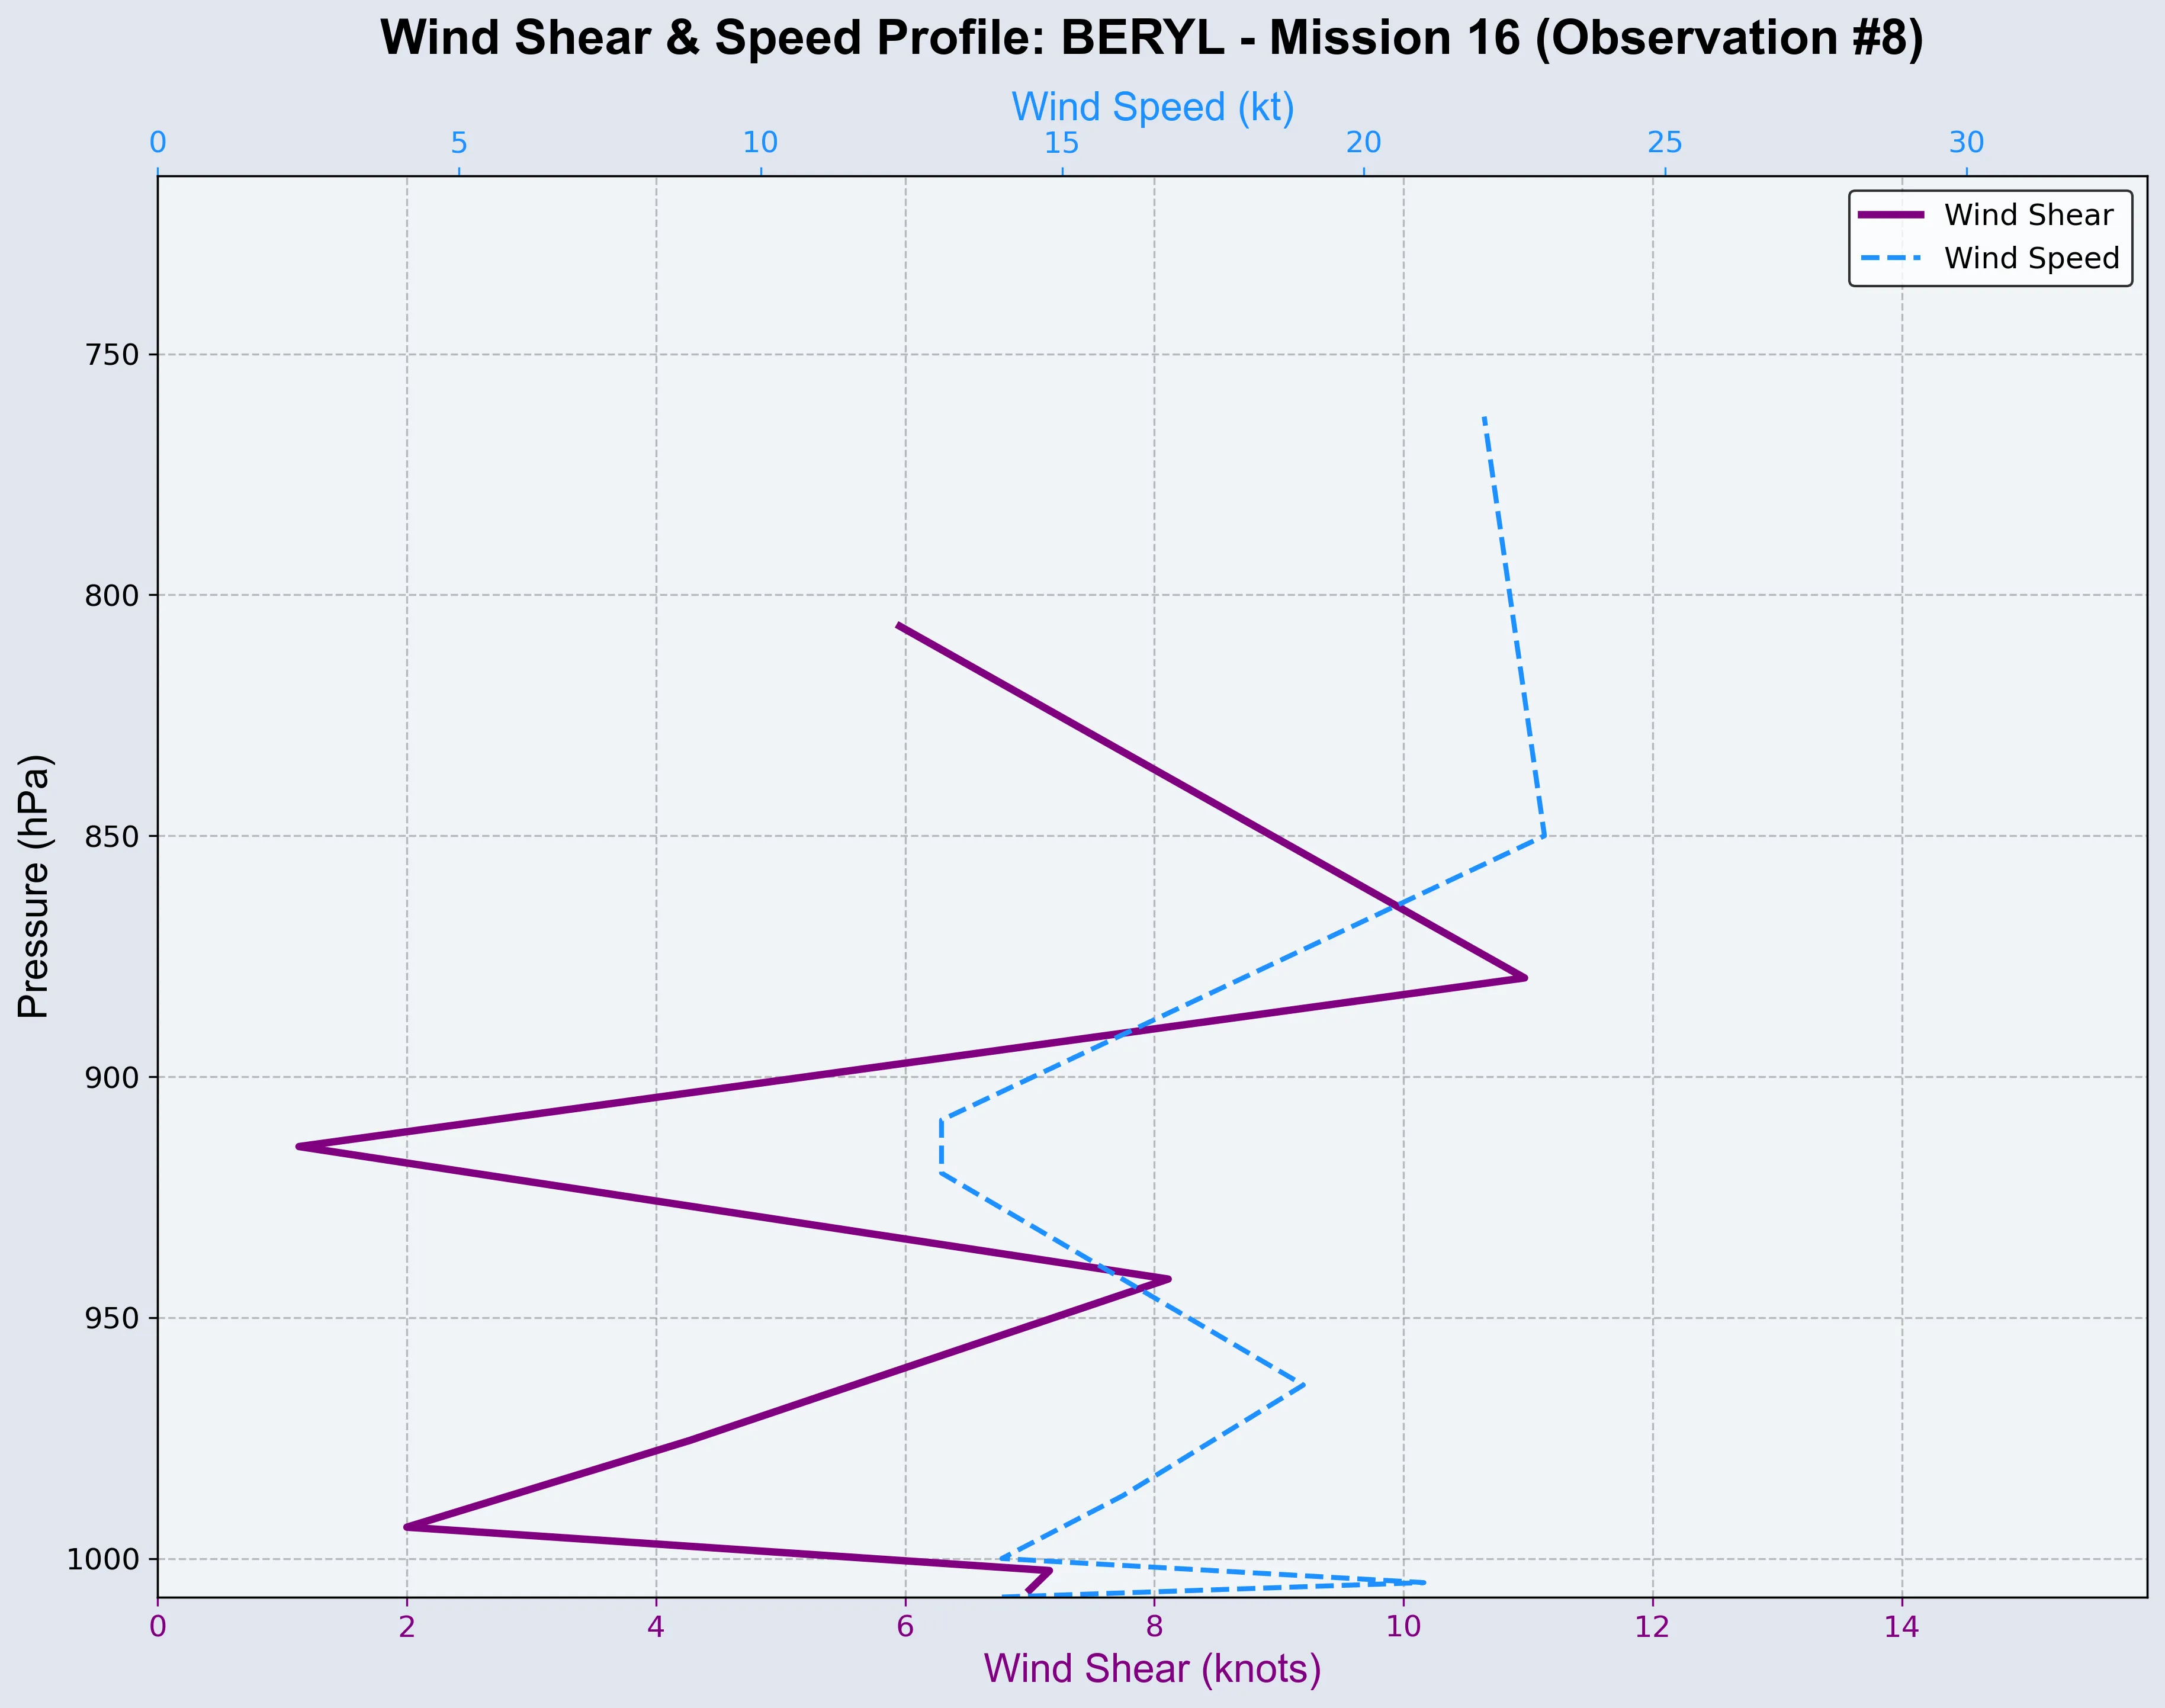 Wind Shear & Speed Profile: BERYL - Mission 16 (Observation #8)
Wind Speed (kt)
0 5 10 15 20 25 30
Wind Shear
Wind Speed
750
800
850
900
950
1000
Pressure (hPa)
0 2 4 6 8 10 12 14
Wind Shear (knots)